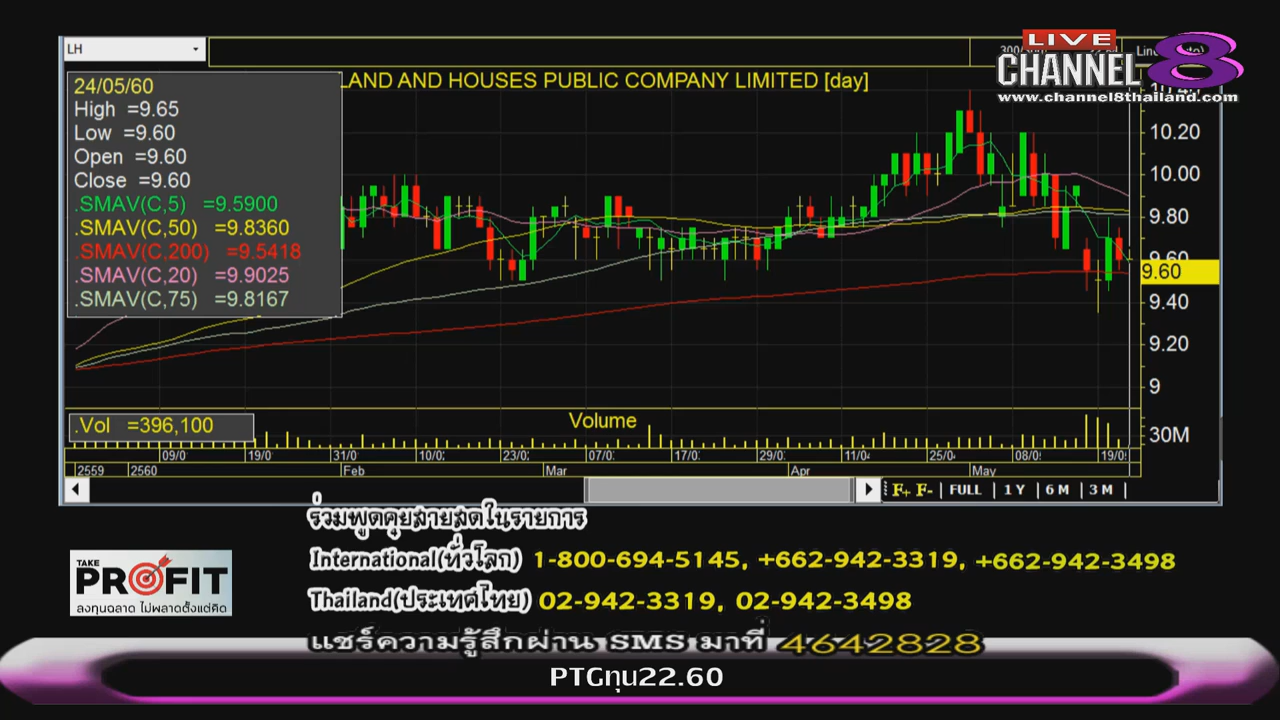 LH
LIVE
CHANNEL 8
www.channel8thailand.com
LAND AND HOUSES PUBLIC COMPANY LIMITED [day]
24/05/60
High =9.65
Low =9.60
Open =9.60
Close =9.60
.SMAV(C,5) =9.5900
.SMAV(C,50) =9.8360
.SMAV(C,200) =9.5418
.SMAV(C,20) =9.9025
.SMAV(C,75) =9.8167
10.20
10.00
9.80
9.60
9.60
9.40
9.20
9
.Vol =396,100
Volume
30M
09/0 19/0 31/0 10/0 23/0 07/0 17/0 29/0 11/0 25/0 08/0 19/0
2559 2560 Feb Mar Apr May
F+ F- FULL 1 Y 6 M 3 M
ร่วมพูดคุยสายสดในรายการ
International(ทั่วโลก) 1-800-694-5145, +662-942-3319, +662-942-3498
TAKE
PROFIT
ลงทุนฉลาด ไม่พลาดตั้งแต่คิด
Thailand(ประเทศไทย) 02-942-3319, 02-942-3498
แชร์ความรู้สึกผ่าน SMS มาที่ 4642828
PTGทุน22.60